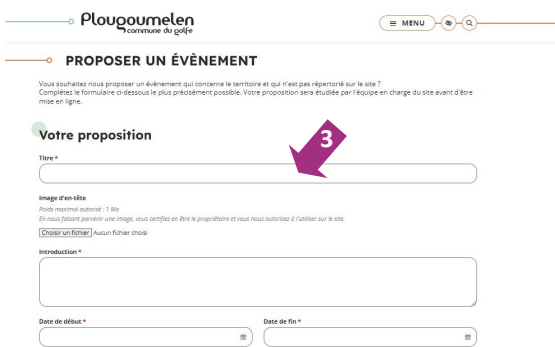 Plougoumelen
commune du golfe
≡ MENU
PROPOSER UN ÉVÈNEMENT
Vous souhaitez nous proposer un évènement qui concerne le territoire et qui n'est pas répertorié sur le site ?
Complétez le formulaire ci-dessous le plus précisément possible. Votre proposition sera étudiée par l'équipe en charge du site avant d'être
mise en ligne.
Votre proposition
3
Titre *
Image d'en-tête
Poids maximal autorisé : 1 Mo
En nous faisant parvenir une image, vous certifiez en être le propriétaire et vous nous autorisez à l'utiliser sur le site.
Choisir un fichier Aucun fichier choisi
Introduction *
Date de début * Date de fin *